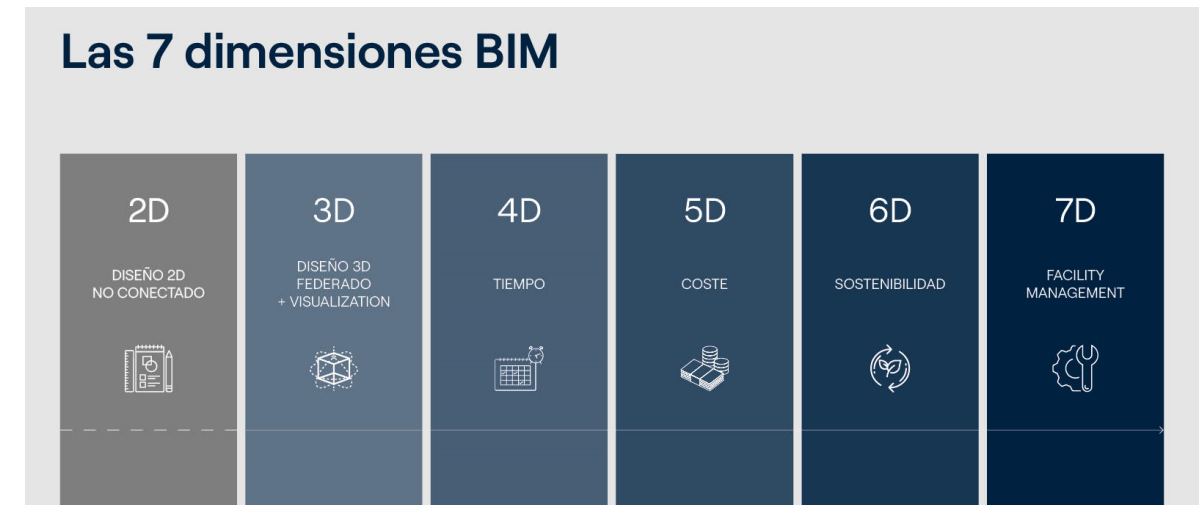 Las 7 dimensiones BIM
2D
DISEÑO 2D
NO CONECTADO
3D
DISEÑO 3D
FEDERADO
+ VISUALIZATION
4D
TIEMPO
5D
COSTE
6D
SOSTENIBILIDAD
7D
FACILITY
MANAGEMENT